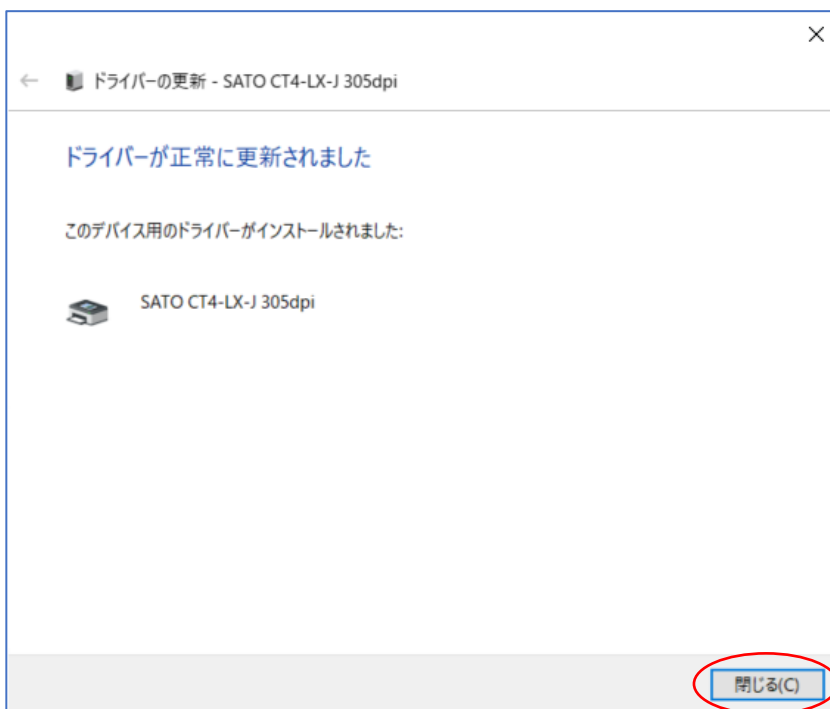 ドライバーの更新 - SATO CT4-LX-J 305dpi
ドライバーが正常に更新されました
このデバイス用のドライバーがインストールされました:
SATO CT4-LX-J 305dpi
閉じる(C)